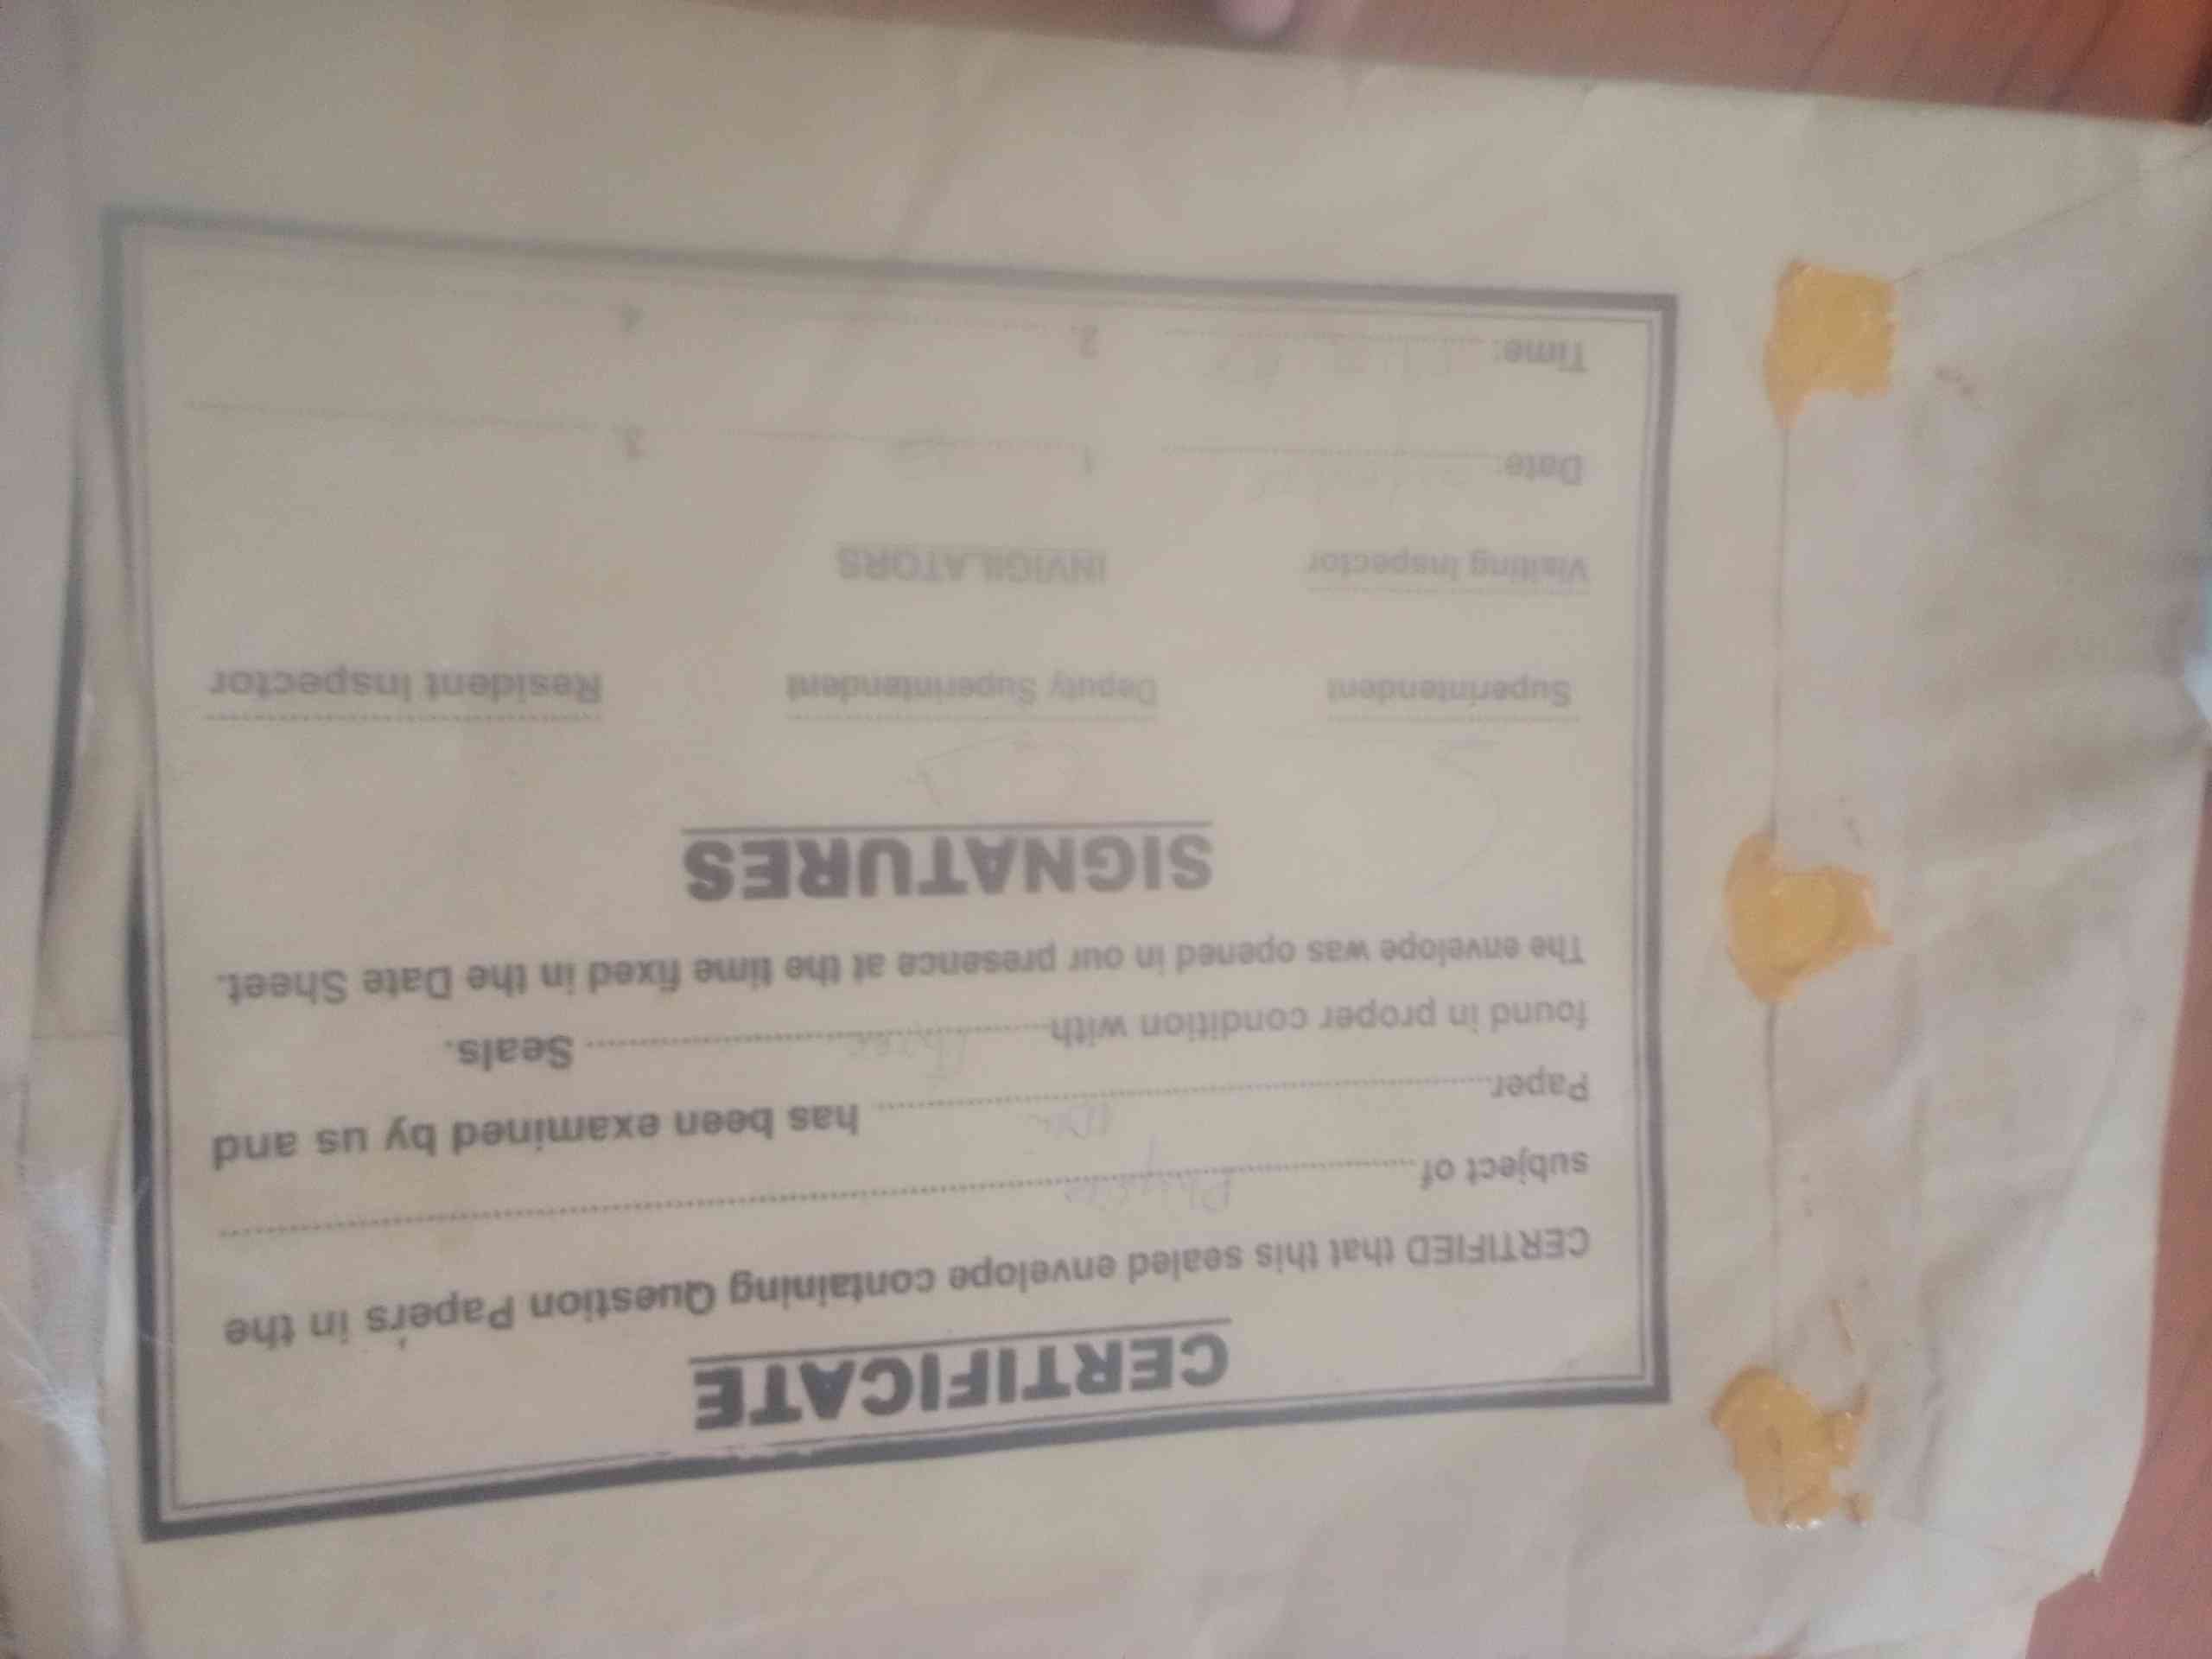 CERTIFICATE
CERTIFIED that this sealed envelope containing Question Papers in the
subject of
Paper has been examined by us and
found in proper condition with Three Seals.
The envelope was opened in our presence at the time fixed in the Date Sheet.
SIGNATURES
Superintendent Deputy Superintendent Resident Inspector
Visiting Inspector INVIGILATORS
Date: 1. 3.
Time: 2. 4.